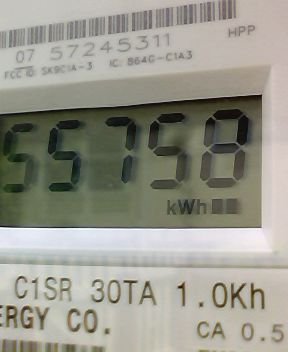 07 57245311
HPP
FCC ID: SK9C1A-3 IC: 864G-C1A3
55758
kWh
C1SR 30TA 1.0Kh
ERGY CO.
CA 0.5